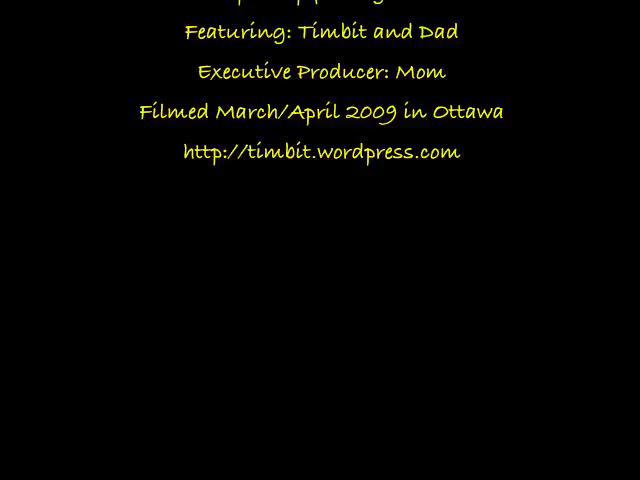 Featuring: Timbit and Dad
Executive Producer: Mom
Filmed March/April 2009 in Ottawa
http://timbit.wordpress.com